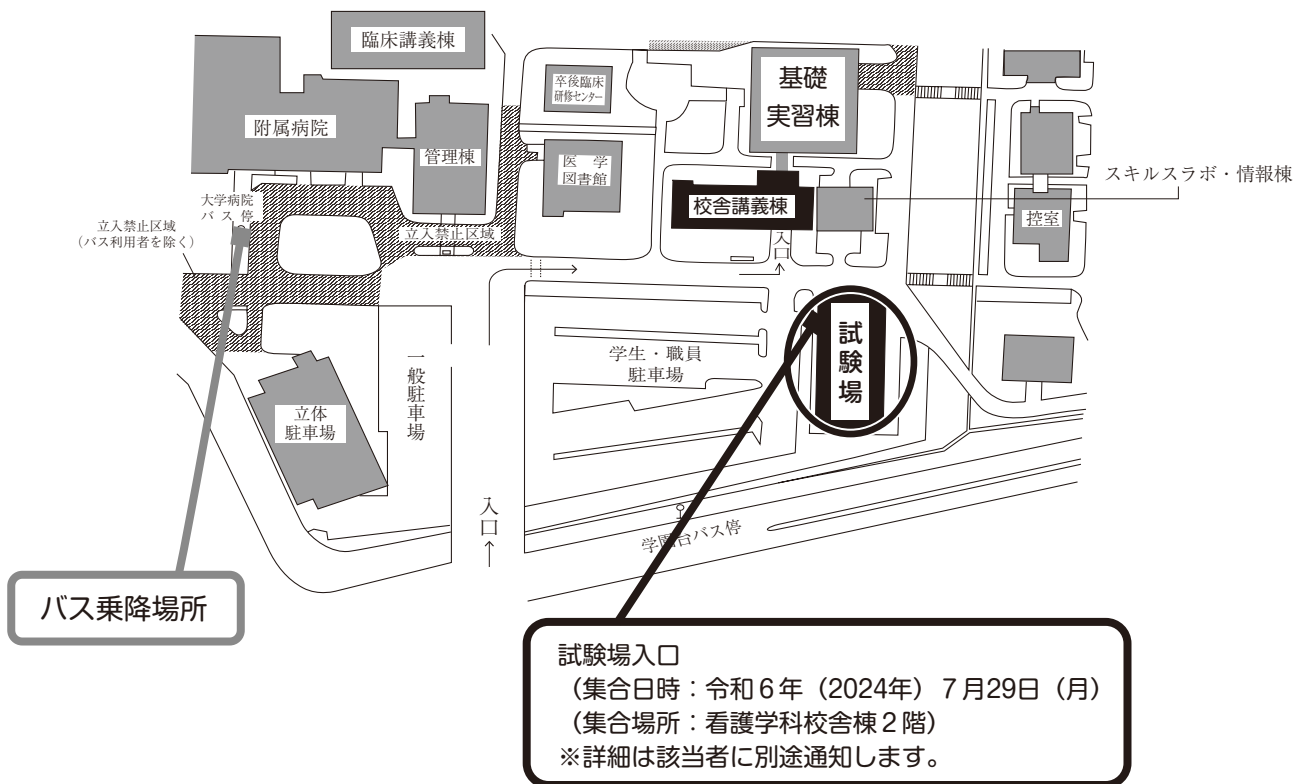 臨床講義棟
附属病院
管理棟
卒後臨床
研修センター
医学
図書館
基礎
実習棟
校舎講義棟
スキルスラボ・情報棟
控室
大学病院
バス停
立入禁止区域
(バス利用者を除く)
立入禁止区域
入口
学生・職員
駐車場
試験場
一般駐車場
立体
駐車場
入口
学園台バス停
バス乗降場所
試験場入口
(集合日時:令和6年(2024年)7月29日(月)
(集合場所:看護学科校舎棟2階)
※詳細は該当者に別途通知します。